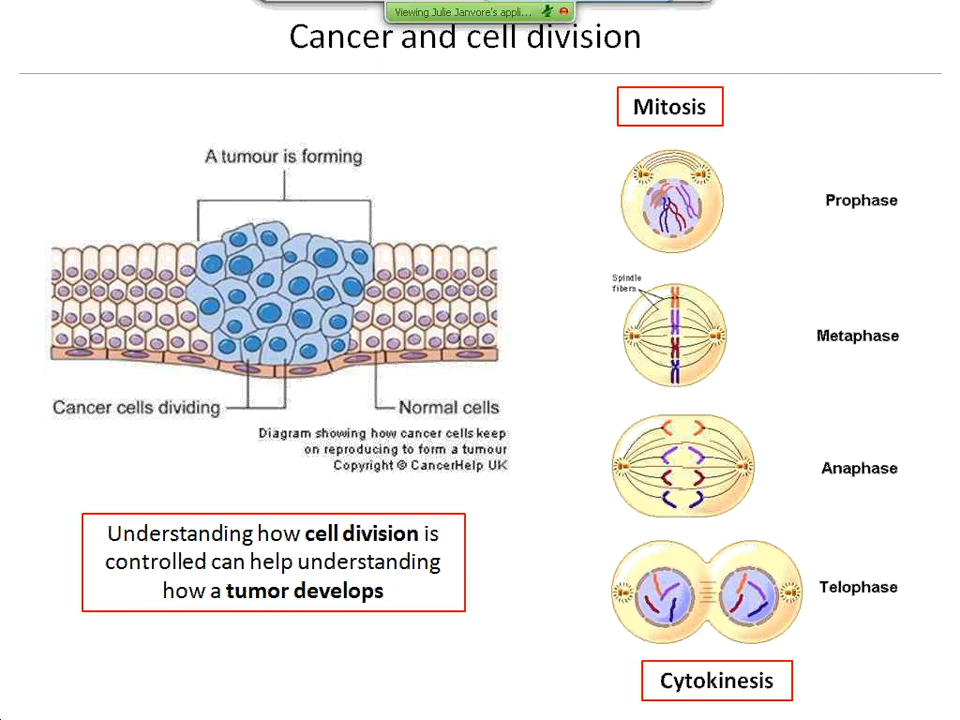 Viewing Julie Janvore's appli...
Cancer and cell division
Mitosis
A tumour is forming
Prophase
Spindle
fibers
Metaphase
Cancer cells dividing
Normal cells
Diagram showing how cancer cells keep
on reproducing to form a tumour
Copyright © CancerHelp UK
Anaphase
Understanding how cell division is
controlled can help understanding
how a tumor develops
Telophase
Cytokinesis